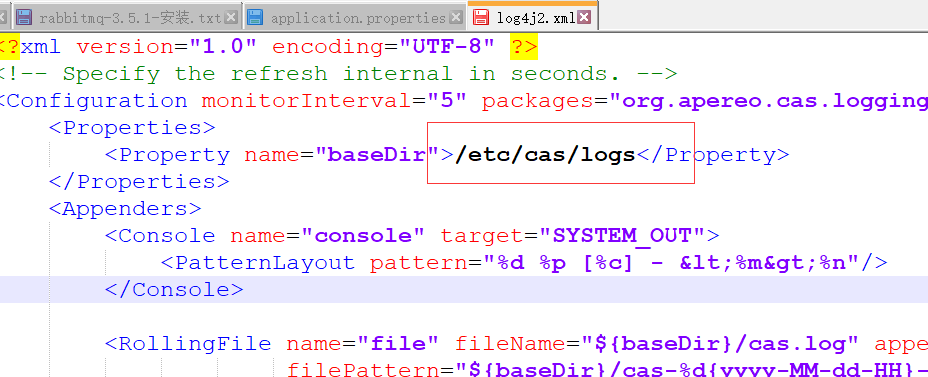 rabbitmq-3.5.1-安装.txt application.properties log4j2.xml
<?xml version="1.0" encoding="UTF-8" ?>
<!-- Specify the refresh internal in seconds. -->
<Configuration monitorInterval="5" packages="org.apereo.cas.logging
<Properties>
<Property name="baseDir">/etc/cas/logs</Property>
</Properties>
<Appenders>
<Console name="console" target="SYSTEM_OUT">
<PatternLayout pattern="%d %p [%c] - &lt;%m&gt;%n"/>
</Console>
<RollingFile name="file" fileName="${baseDir}/cas.log" appe
filePattern="${baseDir}/cas-%d{yyyy-MM-dd-HH}-